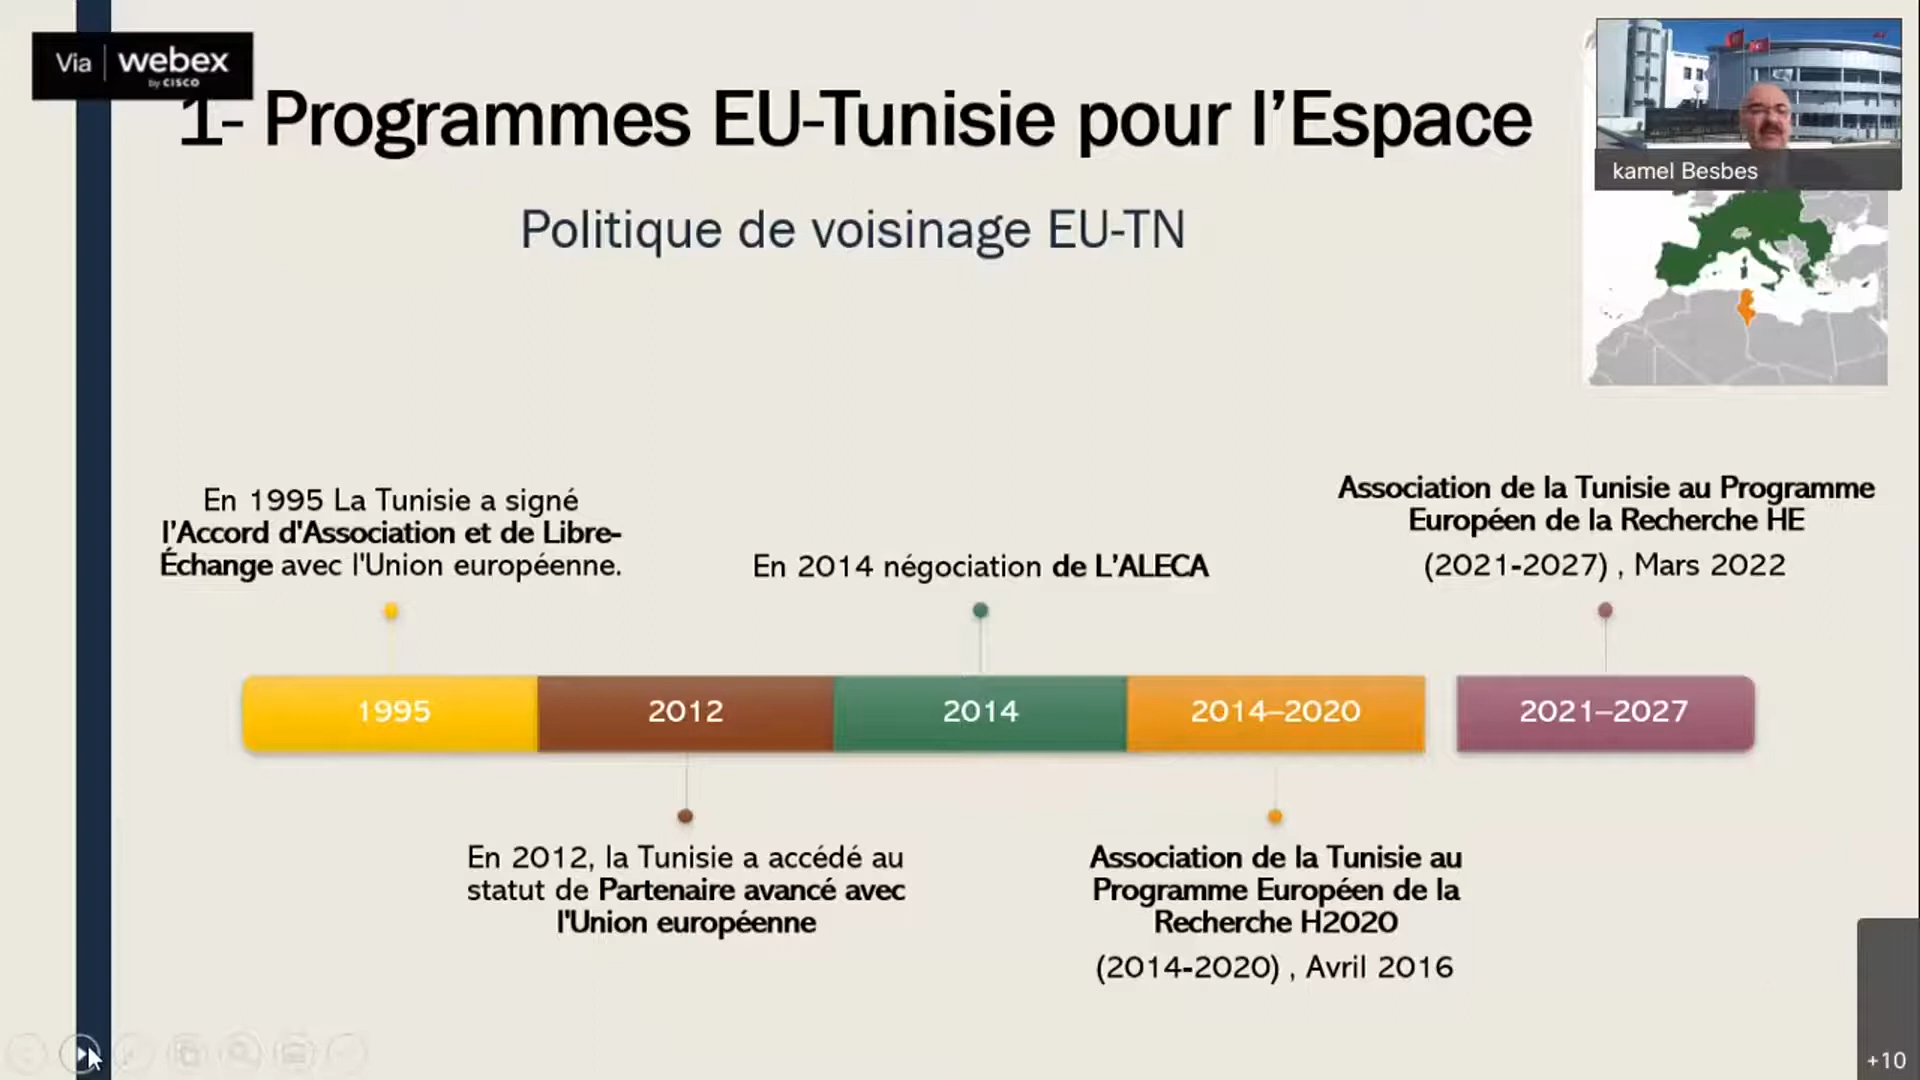 Via webex
by CISCO
1- Programmes EU-Tunisie pour l’Espace
kamel Besbes
Politique de voisinage EU-TN
En 1995 La Tunisie a signé
l’Accord d'Association et de Libre-
Échange avec l'Union européenne.
En 2014 négociation de L’ALECA
Association de la Tunisie au Programme
Européen de la Recherche HE
(2021-2027) , Mars 2022
1995
2012
2014
2014–2020
2021–2027
En 2012, la Tunisie a accédé au
statut de Partenaire avancé avec
l'Union européenne
Association de la Tunisie au
Programme Européen de la
Recherche H2020
(2014-2020) , Avril 2016
+10